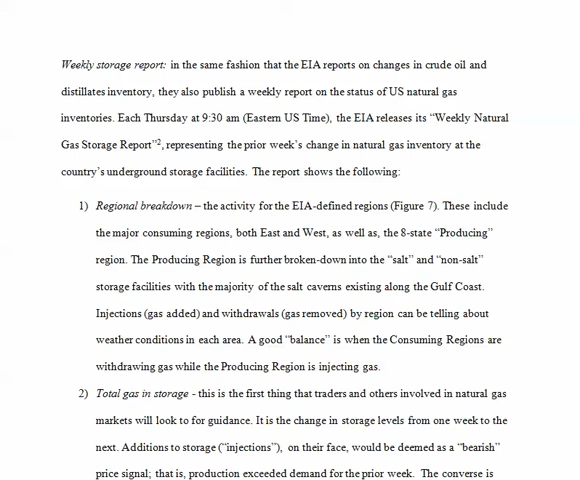 Weekly storage report: in the same fashion that the EIA reports on changes in crude oil and
distillates inventory, they also publish a weekly report on the status of US natural gas
inventories. Each Thursday at 9:30 am (Eastern US Time), the EIA releases its “Weekly Natural
Gas Storage Report”², representing the prior week’s change in natural gas inventory at the
country’s underground storage facilities. The report shows the following:
1) Regional breakdown – the activity for the EIA-defined regions (Figure 7). These include
the major consuming regions, both East and West, as well as, the 8-state “Producing”
region. The Producing Region is further broken-down into the “salt” and “non-salt”
storage facilities with the majority of the salt caverns existing along the Gulf Coast.
Injections (gas added) and withdrawals (gas removed) by region can be telling about
weather conditions in each area. A good “balance” is when the Consuming Regions are
withdrawing gas while the Producing Region is injecting gas.
2) Total gas in storage - this is the first thing that traders and others involved in natural gas
markets will look to for guidance. It is the change in storage levels from one week to the
next. Additions to storage (“injections”), on their face, would be deemed as a “bearish”
price signal; that is, production exceeded demand for the prior week. The converse is